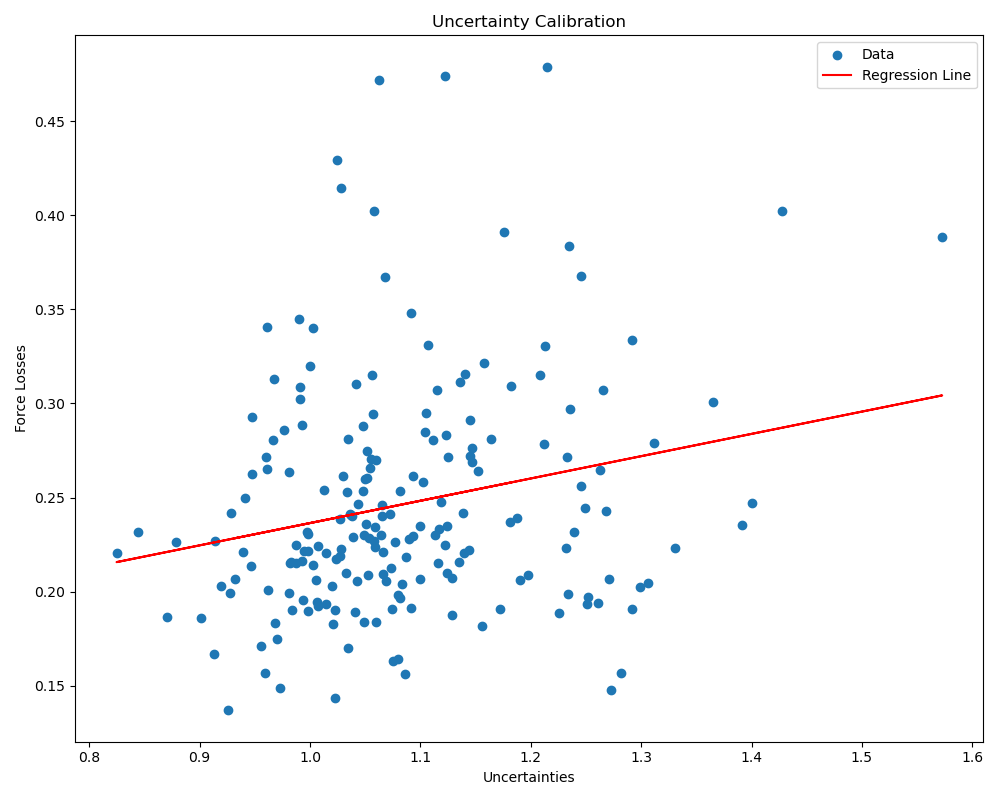 Uncertainty Calibration
Data
Regression Line
Force Losses
0.45
0.40
0.35
0.30
0.25
0.20
0.15
0.8 0.9 1.0 1.1 1.2 1.3 1.4 1.5 1.6
Uncertainties